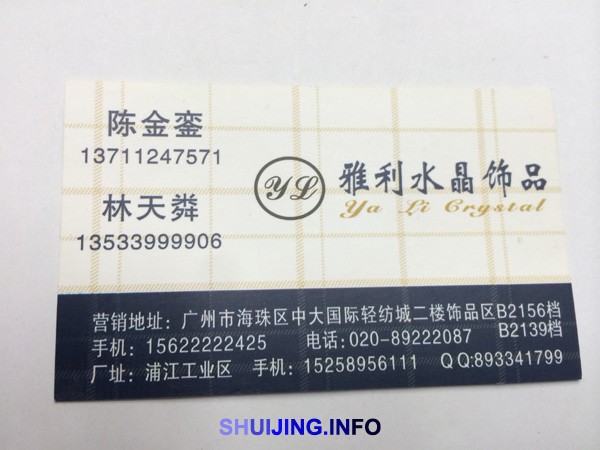 陈金銮
13711247571
林天粦
13533999906
YL
雅利水晶饰品
Ya Li Crystal
营销地址：广州市海珠区中大国际轻纺城二楼饰品区B2156档
B2139档
手机：15622222425 电话：020-89222087
厂址：浦江工业区 手机：15258956111 QQ:893341799
SHUIJING.INFO